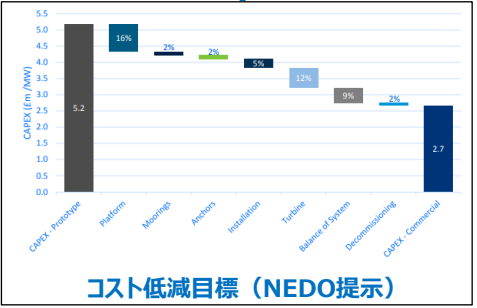 5.5
5.0
4.5
4.0
3.5
3.0
2.5
2.0
1.5
1.0
0.5
0.0
CAPEX (£m /MW)
5.2
16%
2%
2%
5%
12%
9%
2%
2.7
CAPEX - Prototype
Platform
Moorings
Anchors
Installation
Turbine
Balance of System
Decommissioning
CAPEX - Commercial
コスト低減目標（NEDO提示）